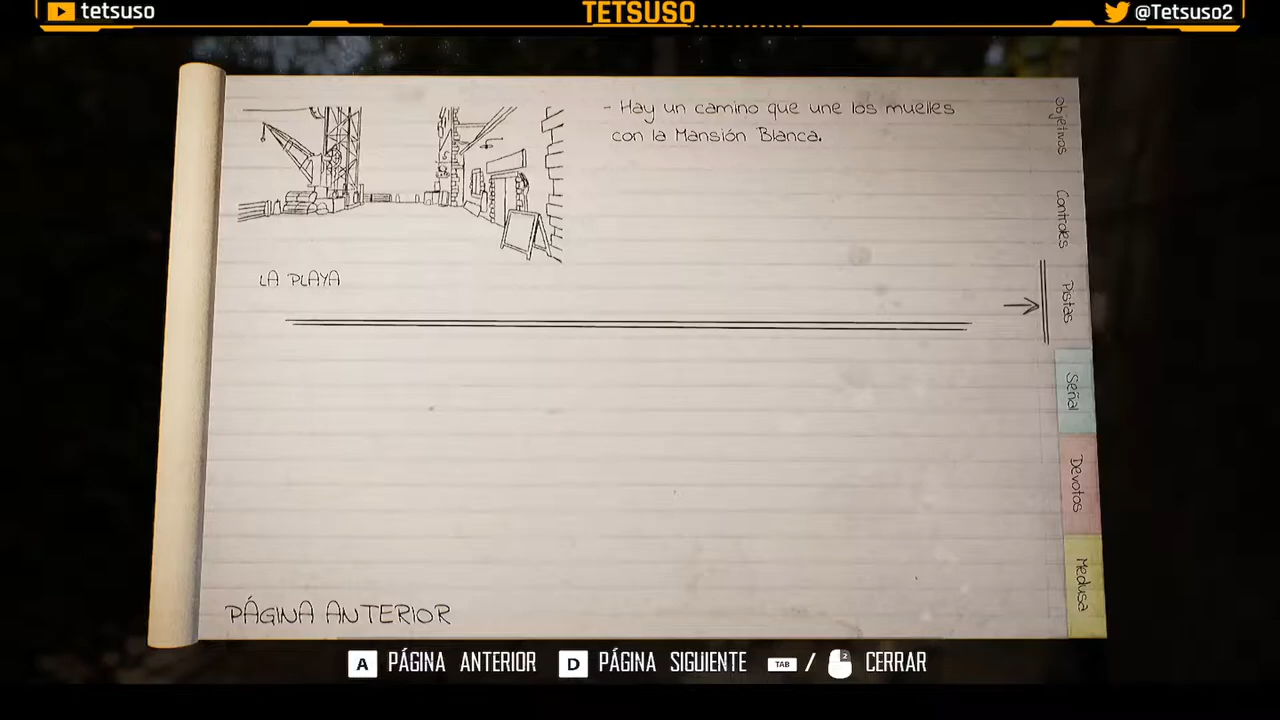 tetsuso
TETSUSO
@Tetsuso2
- Hay un camino que une los muelles
con la Mansión Blanca.
LA PLAYA
Objetivos
Controles
Pistas
Señal
Devotos
Medusa
PÁGINA ANTERIOR
A PÁGINA ANTERIOR D PÁGINA SIGUIENTE TAB / 2 CERRAR